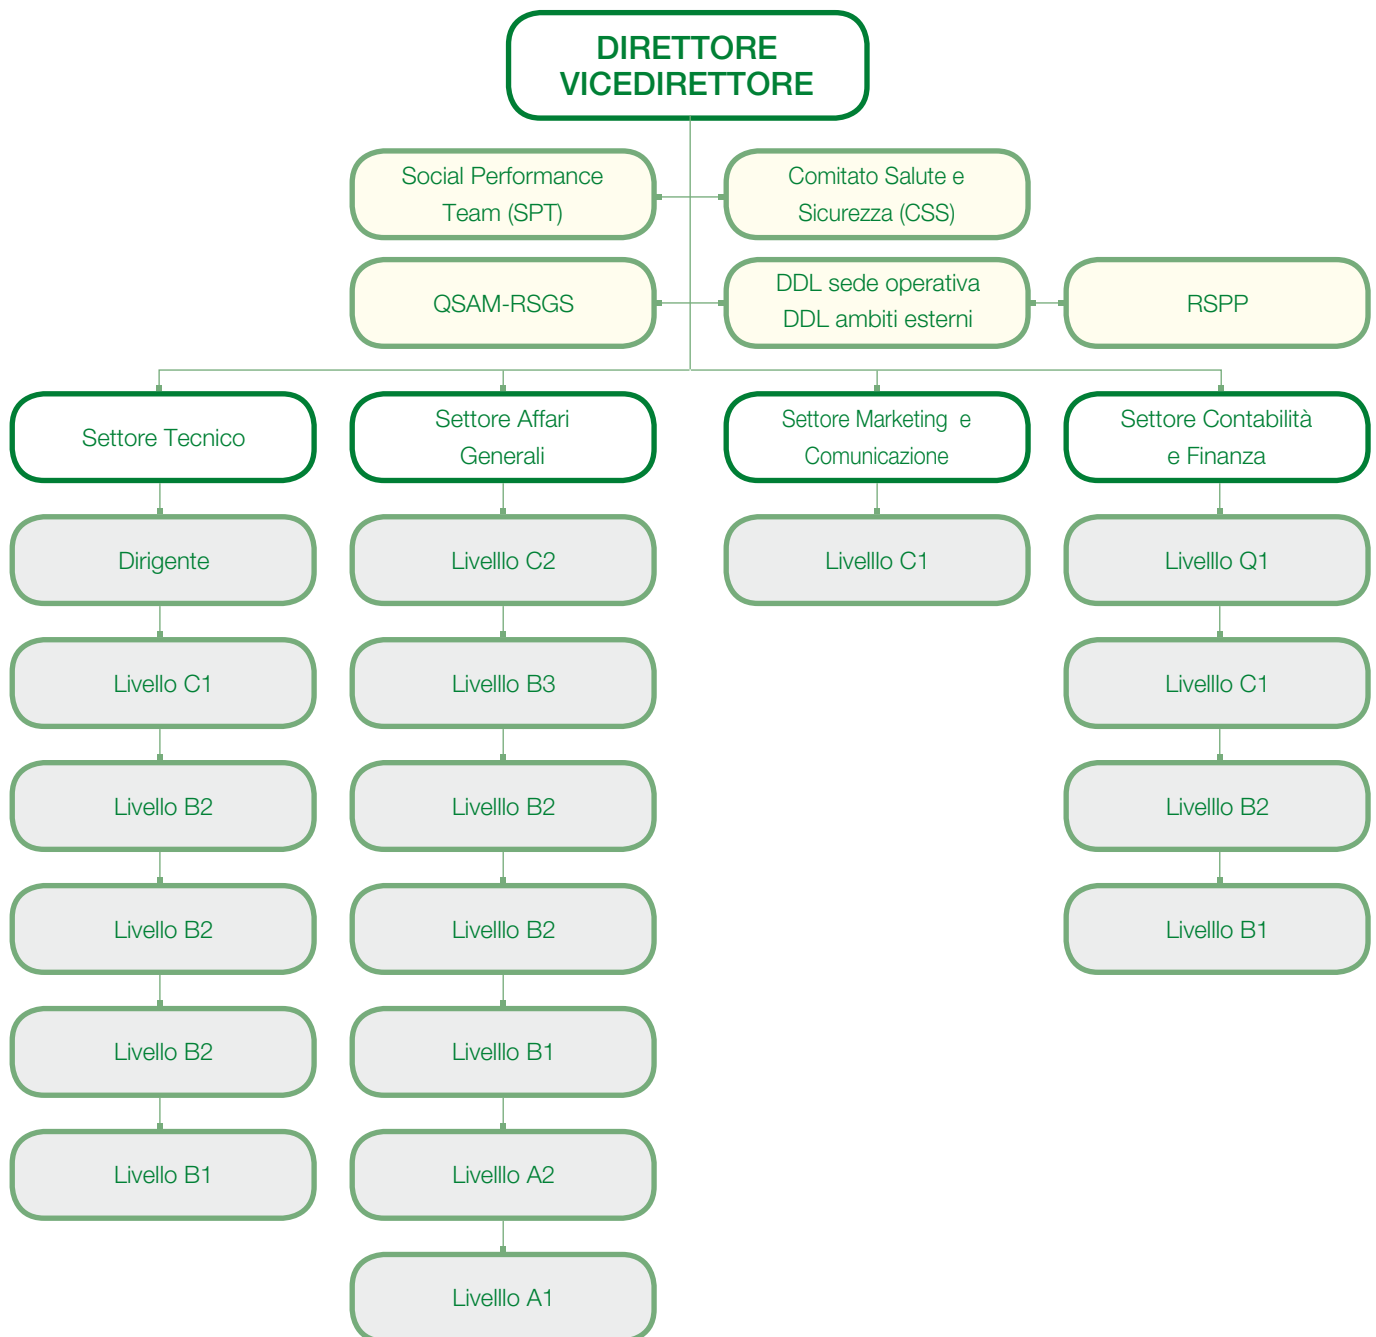 DIRETTORE
VICEDIRETTORE
Social Performance
Team (SPT)
Comitato Salute e
Sicurezza (CSS)
QSAM-RSGS
DDL sede operativa
DDL ambiti esterni
RSPP
Settore Tecnico
Settore Affari
Generali
Settore Marketing e
Comunicazione
Settore Contabilità
e Finanza
Dirigente
Livelllo C2
Livelllo C1
Livelllo Q1
Livello C1
Livelllo B3
Livelllo C1
Livello B2
Livelllo B2
Livelllo B2
Livello B2
Livelllo B2
Livelllo B1
Livello B2
Livelllo B1
Livello B1
Livelllo A2
Livelllo A1